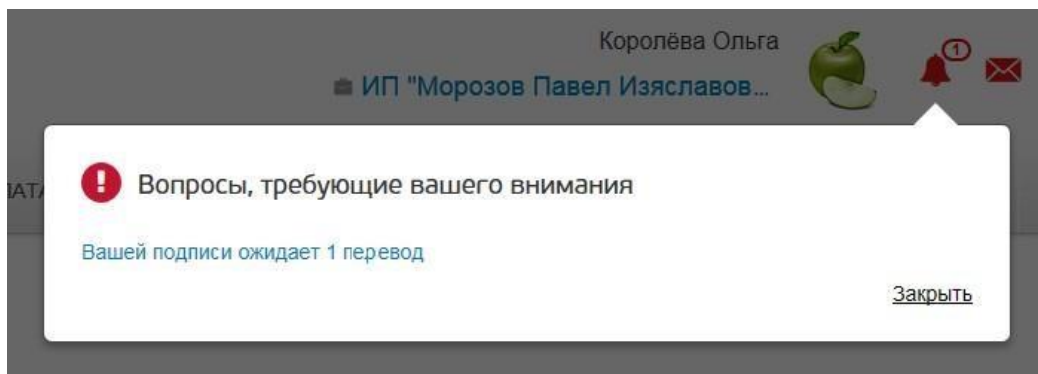 Королёва Ольга
ИП "Морозов Павел Изяславов...
1
Вопросы, требующие вашего внимания
Вашей подписи ожидает 1 перевод
Закрыть